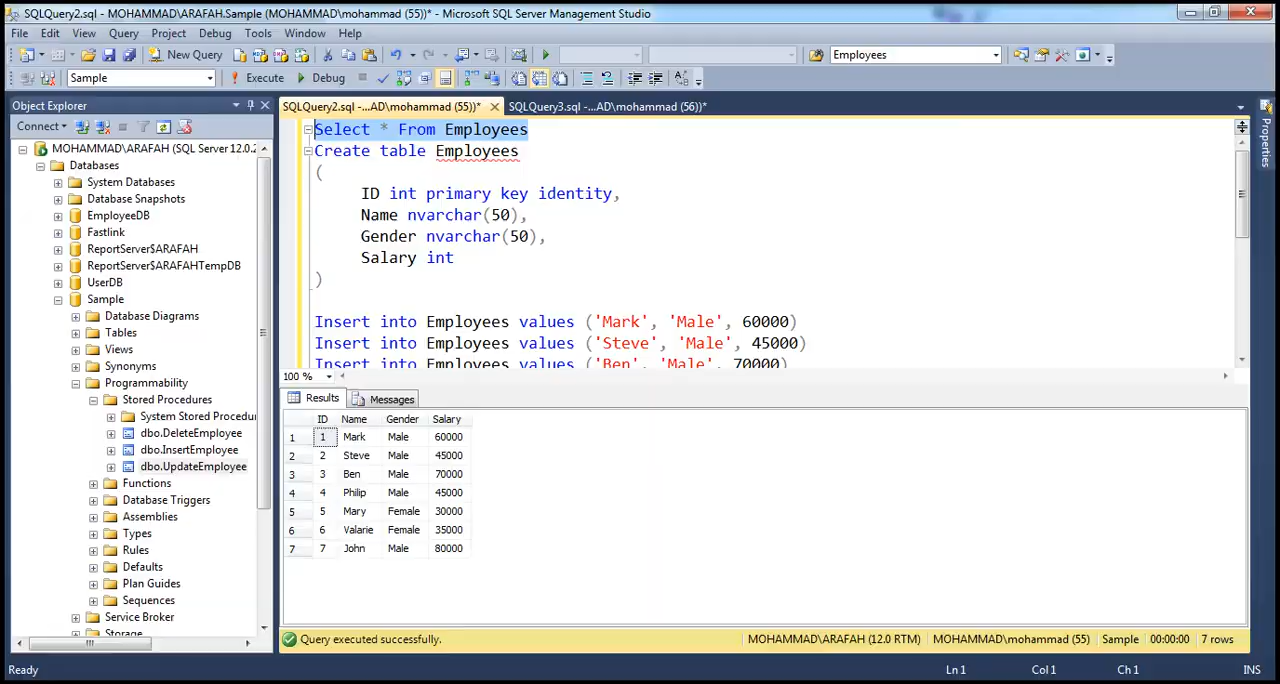 SQLQuery2.sql - MOHAMMAD\ARAFAH.Sample (MOHAMMAD\mohammad (55))* - Microsoft SQL Server Management Studio
File Edit View Query Project Debug Tools Window Help
New Query Employees
Sample Execute Debug
Object Explorer
Connect
MOHAMMAD\ARAFAH (SQL Server 12.0.2
Databases
System Databases
Database Snapshots
EmployeeDB
Fastlink
ReportServer$ARAFAH
ReportServer$ARAFAHTempDB
UserDB
Sample
Database Diagrams
Tables
Views
Synonyms
Programmability
Stored Procedures
System Stored Procedu
dbo.DeleteEmployee
dbo.InsertEmployee
dbo.UpdateEmployee
Functions
Database Triggers
Assemblies
Types
Rules
Defaults
Plan Guides
Sequences
Service Broker
Storage
SQLQuery2.sql -...AD\mohammad (55))* SQLQuery3.sql -...AD\mohammad (56))*
Select * From Employees
Create table Employees
(
ID int primary key identity,
Name nvarchar(50),
Gender nvarchar(50),
Salary int
)
Insert into Employees values ('Mark', 'Male', 60000)
Insert into Employees values ('Steve', 'Male', 45000)
Insert into Employees values ('Ben', 'Male', 70000)
100 %
Results Messages
ID Name Gender Salary
1 1 Mark Male 60000
2 2 Steve Male 45000
3 3 Ben Male 70000
4 4 Philip Male 45000
5 5 Mary Female 30000
6 6 Valarie Female 35000
7 7 John Male 80000
Query executed successfully. MOHAMMAD\ARAFAH (12.0 RTM) MOHAMMAD\mohammad (55) Sample 00:00:00 7 rows
Properties
Ready Ln 1 Col 1 Ch 1 INS